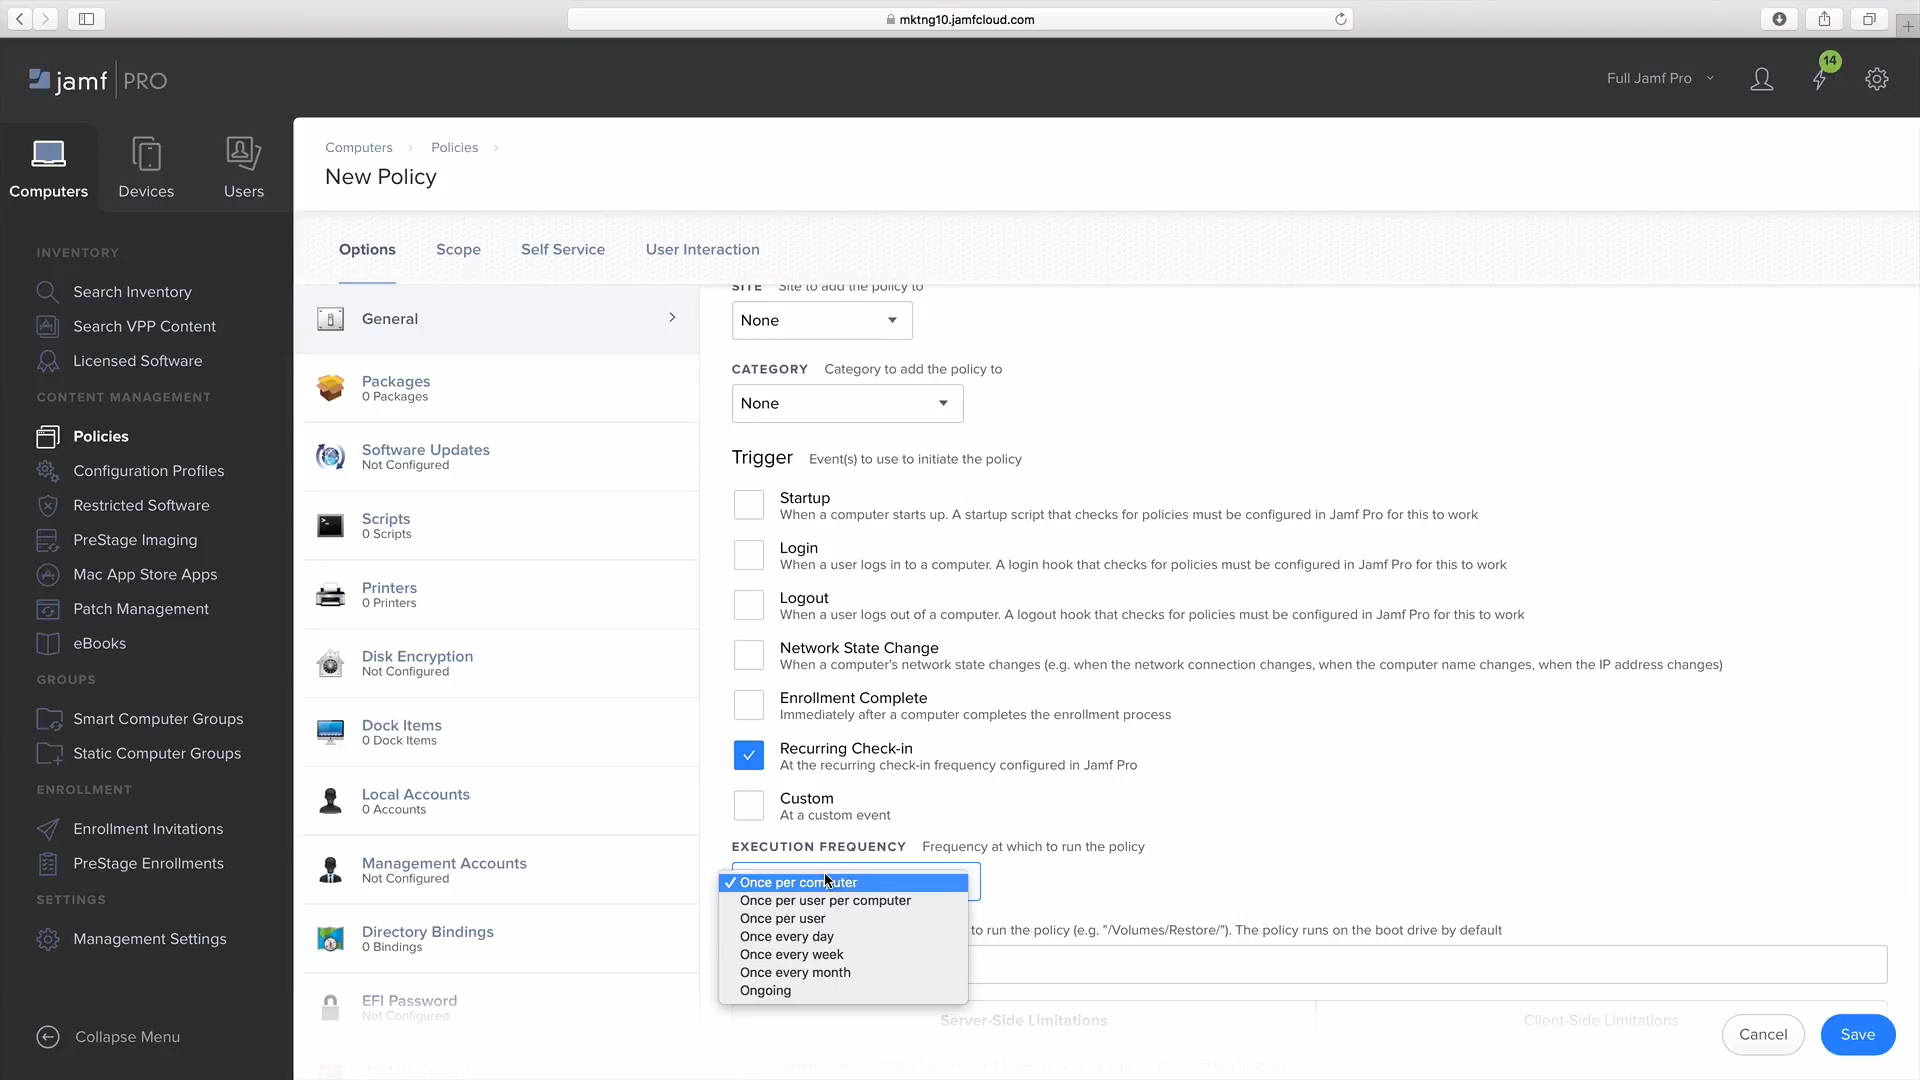 mktng10.jamfcloud.com
jamf PRO
Full Jamf Pro
14
Computers
Devices
Users
Computers
Policies
New Policy
Options
Scope
Self Service
User Interaction
INVENTORY
Search Inventory
Search VPP Content
Licensed Software
CONTENT MANAGEMENT
Policies
Configuration Profiles
Restricted Software
PreStage Imaging
Mac App Store Apps
Patch Management
eBooks
GROUPS
Smart Computer Groups
Static Computer Groups
ENROLLMENT
Enrollment Invitations
PreStage Enrollments
SETTINGS
Management Settings
Collapse Menu
General
Packages
0 Packages
Software Updates
Not Configured
Scripts
0 Scripts
Printers
0 Printers
Disk Encryption
Not Configured
Dock Items
0 Dock Items
Local Accounts
0 Accounts
Management Accounts
Not Configured
Directory Bindings
0 Bindings
EFI Password
Not Configured
SITE Site to add the policy to
None
CATEGORY Category to add the policy to
None
Trigger Event(s) to use to initiate the policy
Startup
When a computer starts up. A startup script that checks for policies must be configured in Jamf Pro for this to work
Login
When a user logs in to a computer. A login hook that checks for policies must be configured in Jamf Pro for this to work
Logout
When a user logs out of a computer. A logout hook that checks for policies must be configured in Jamf Pro for this to work
Network State Change
When a computer's network state changes (e.g. when the network connection changes, when the computer name changes, when the IP address changes)
Enrollment Complete
Immediately after a computer completes the enrollment process
Recurring Check-in
At the recurring check-in frequency configured in Jamf Pro
Custom
At a custom event
EXECUTION FREQUENCY Frequency at which to run the policy
Once per computer
Once per user per computer
Once per user
Once every day
Once every week
Once every month
Ongoing
to run the policy (e.g. "/Volumes/Restore/"). The policy runs on the boot drive by default
Server-Side Limitations
Client-Side Limitations
Cancel
Save